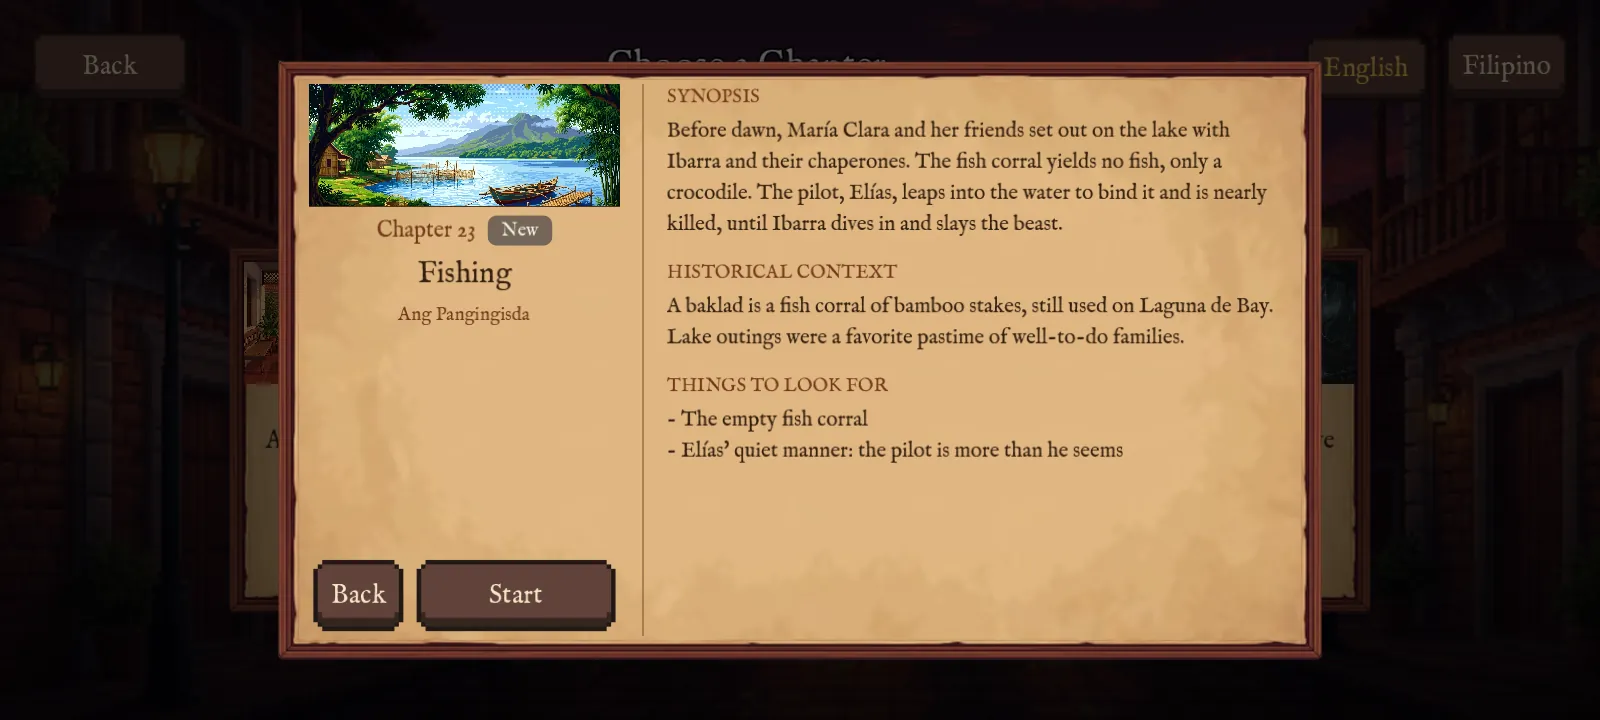 Back
Choose a Chapter
English
Filipino
Chapter 23
New
Fishing
Ang Pangingisda
Back
Start
SYNOPSIS
Before dawn, María Clara and her friends set out on the lake with
Ibarra and their chaperones. The fish corral yields no fish, only a
crocodile. The pilot, Elías, leaps into the water to bind it and is nearly
killed, until Ibarra dives in and slays the beast.
HISTORICAL CONTEXT
A baklad is a fish corral of bamboo stakes, still used on Laguna de Bay.
Lake outings were a favorite pastime of well-to-do families.
THINGS TO LOOK FOR
- The empty fish corral
- Elías’ quiet manner: the pilot is more than he seems